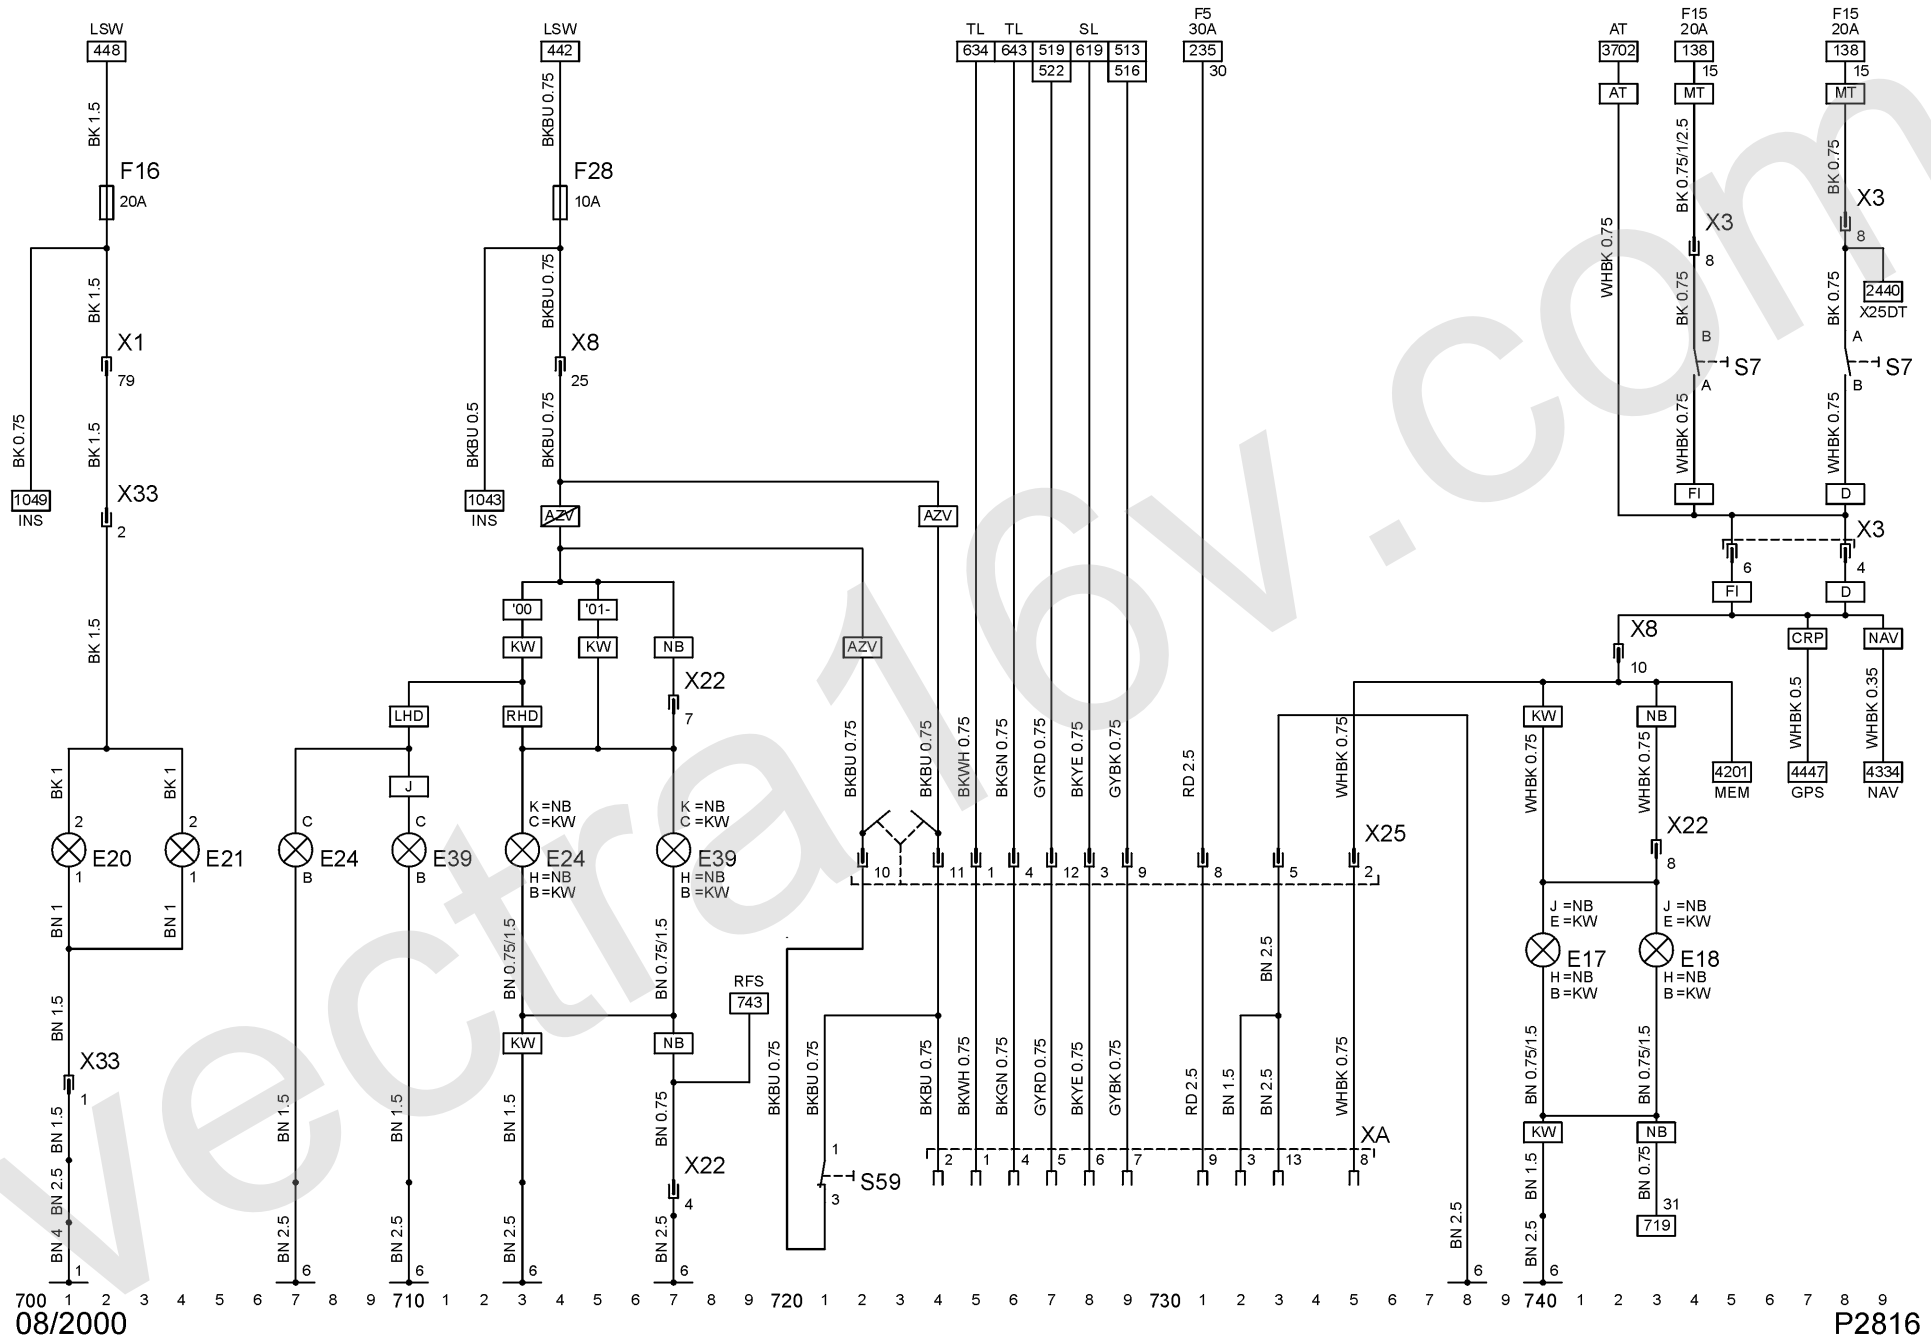 LSW
448
LSW
442
TL
634
TL
643
519
522
SL
619
513
516
F5
30A
235
30
AT
3702
AT
F15
20A
138
15
MT
F15
20A
138
15
MT
BK 1.5
F16
20A
BK 1.5
X1
79
BK 0.75
1049
INS
BK 1.5
X33
2
BK 1.5
BKBU 0.75
F28
10A
BKBU 0.75
X8
25
BKBU 0.5
1043
INS
BKBU 0.75
AZV
AZV
AZV
'00
KW
'01-
KW
NB
X22
7
LHD
RHD
J
WHBK 0.75
BK 0.75/1/2.5
X3
8
BK 0.75
B
S7
A
WHBK 0.75
FI
BK 0.75
X3
8
2440
X25DT
BK 0.75
A
S7
B
WHBK 0.75
D
X3
6
4
FI
D
X8
10
CRP
NAV
WHBK 0.5
WHBK 0.35
KW
NB
4201
MEM
4447
GPS
4334
NAV
WHBK 0.75
WHBK 0.75
X22
8
BK 1
BK 1
2
E20
1
2
E21
1
C
E24
B
C
E39
B
K =NB
C=KW
E24
H =NB
B =KW
K =NB
C=KW
E39
H =NB
B =KW
BKBU 0.75
BKBU 0.75
BKWH 0.75
BKGN 0.75
GYRD 0.75
BKYE 0.75
GYBK 0.75
RD 2.5
WHBK 0.75
X25
10
11
1
4
12
3
9
8
5
2
BN 1
BN 1
BN 1.5
X33
1
BN 1.5
BN 2.5
BN 4
BN 0.75/1.5
BN 0.75/1.5
RFS
743
KW
NB
BN 1.5
BN 1.5
BN 1.5
BN 0.75
X22
4
BN 2.5
BN 2.5
BN 2.5
BN 2.5
BKBU 0.75
BKBU 0.75
1
S59
3
BKBU 0.75
BKWH 0.75
BKGN 0.75
GYRD 0.75
BKYE 0.75
GYBK 0.75
RD 2.5
BN 2.5
BN 1.5
BN 2.5
WHBK 0.75
XA
2
1
4
5
6
7
9
3
13
8
BN 2.5
J =NB
E=KW
E17
H =NB
B =KW
J =NB
E=KW
E18
H =NB
B =KW
BN 0.75/1.5
BN 0.75/1.5
KW
NB
BN 1.5
BN 0.75
31
719
BN 2.5
1
6
6
6
6
6
6
700 1 2 3 4 5 6 7 8 9 710 1 2 3 4 5 6 7 8 9 720 1 2 3 4 5 6 7 8 9 730 1 2 3 4 5 6 7 8 9 740 1 2 3 4 5 6 7 8 9
08/2000
P2816
vectra16v.com